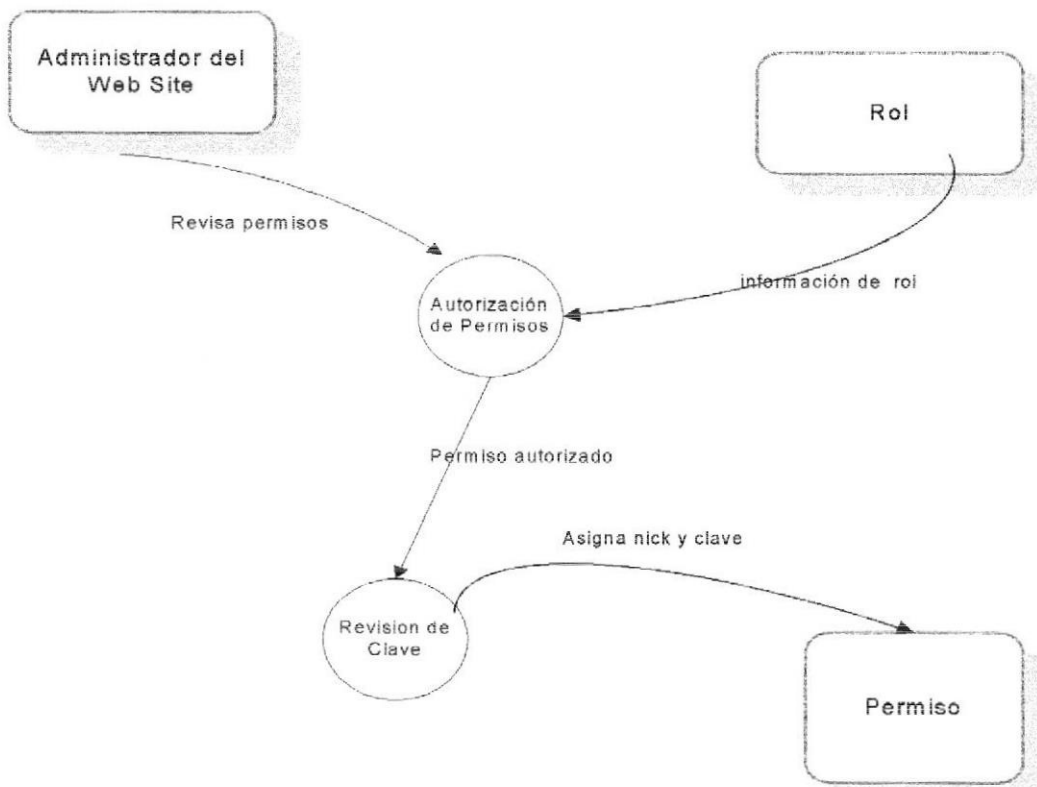 Administrador del
Web Site
Rol
Revisa permisos
información de rol
Autorización
de Permisos
Permiso autorizado
Asigna nick y clave
Revision de
Clave
Permiso